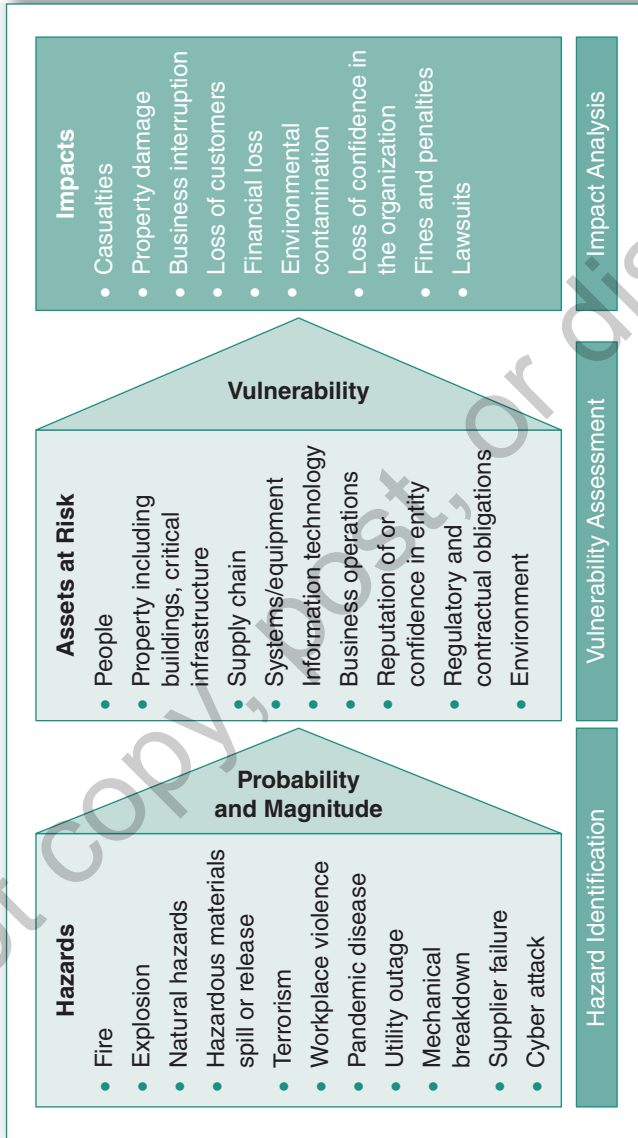 Hazards
• Fire
• Explosion
• Natural hazards
• Hazardous materials
spill or release
• Terrorism
• Workplace violence
• Pandemic disease
• Utility outage
• Mechanical
breakdown
• Supplier failure
• Cyber attack
Probability
and Magnitude
Assets at Risk
• People
• Property including
buildings, critical
infrastructure
• Supply chain
• Systems/equipment
• Information technology
• Business operations
• Reputation of or
confidence in entity
• Regulatory and
contractual obligations
• Environment
Vulnerability
Impacts
• Casualties
• Property damage
• Business interruption
• Loss of customers
• Financial loss
• Environmental
contamination
• Loss of confidence in
the organization
• Fines and penalties
• Lawsuits
Hazard Identification
Vulnerability Assessment
Impact Analysis
copy, post, or